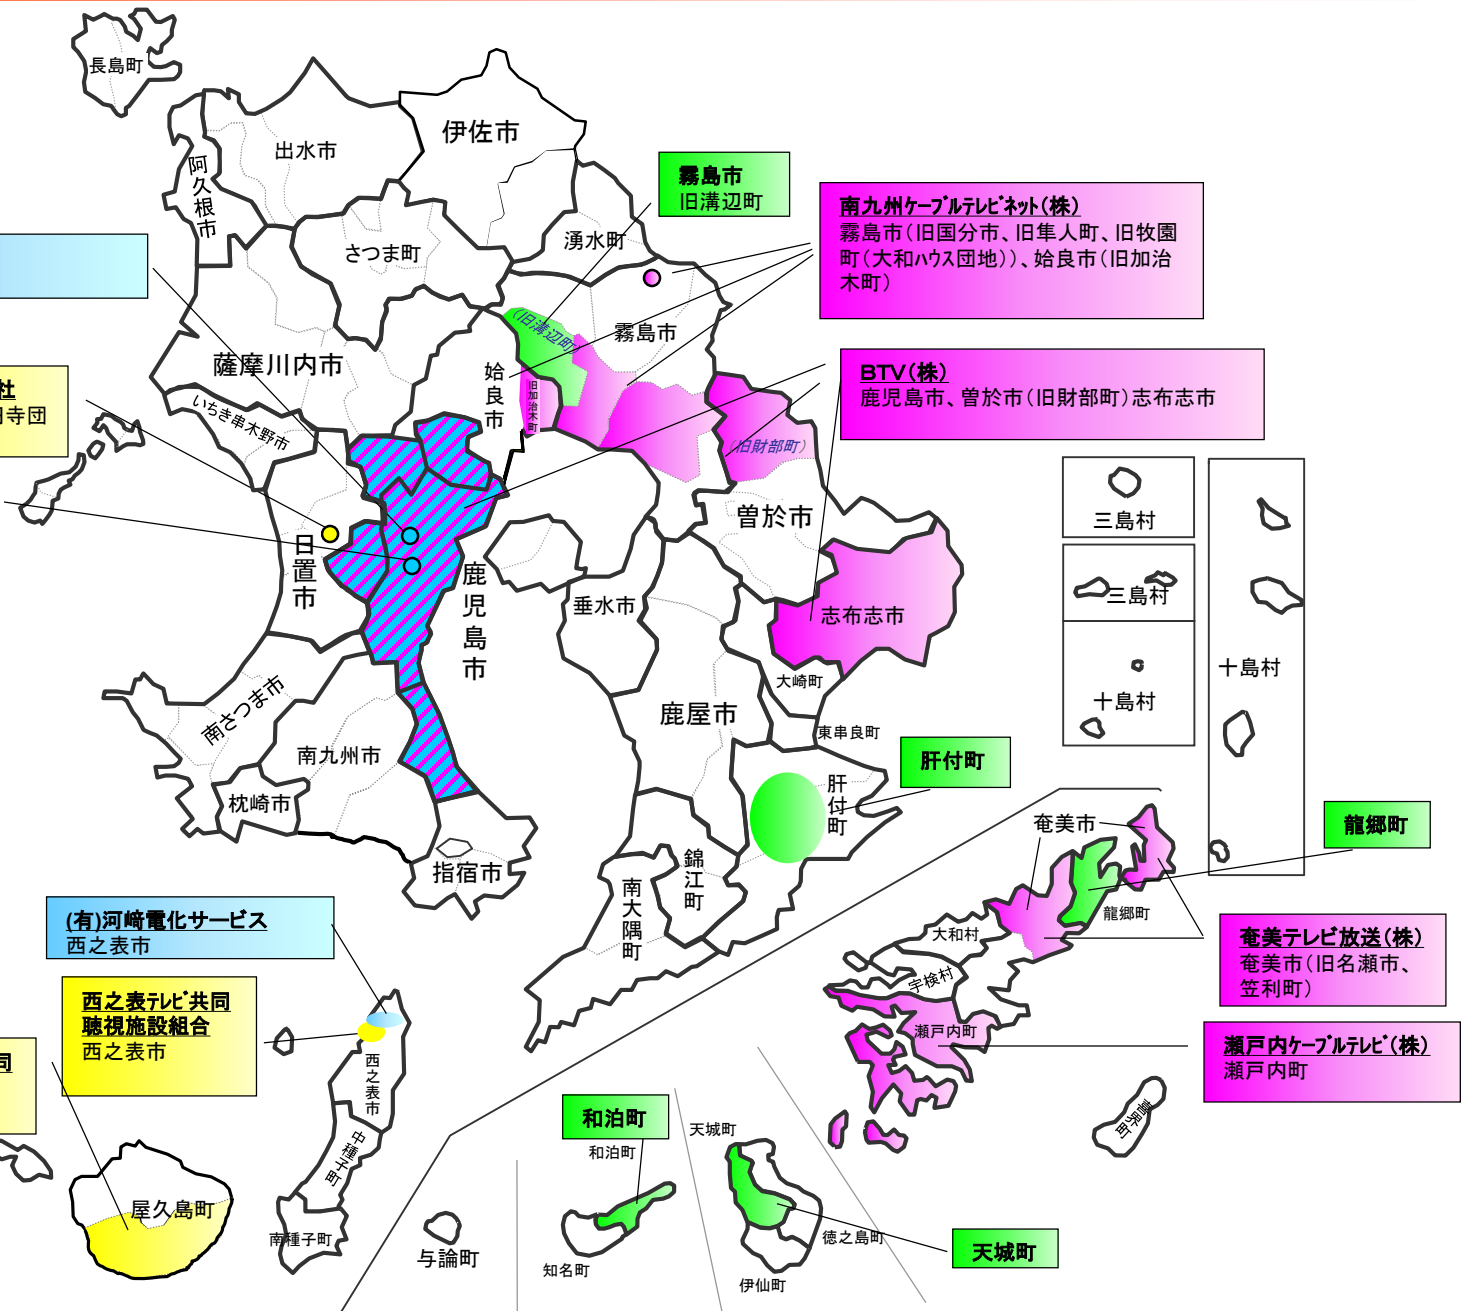 長島町
出水市
伊佐市
阿久根市
さつま町
湧水町
霧島市
旧溝辺町
南九州ケーブルテレビネット(株)
霧島市(旧国分市、旧隼人町、旧牧園
町(大和ハウス団地))、姶良市(旧加治
木町)
(旧溝辺町)
霧島市
薩摩川内市
姶良市
旧加治木町
BTV(株)
鹿児島市、曽於市(旧財部町)志布志市
社
団
いちき串木野市
(旧財部町)
曽於市
三島村
三島村
十島村
十島村
日置市
鹿児島市
垂水市
志布志市
大崎町
東串良町
鹿屋市
南さつま市
南九州市
枕崎市
指宿市
肝付町
肝付町
錦江町
南大隅町
奄美市
龍郷町
龍郷町
大和村
宇検村
瀬戸内町
奄美テレビ放送(株)
奄美市(旧名瀬市、
笠利町)
瀬戸内ケーブルテレビ(株)
瀬戸内町
喜界町
(有)河﨑電化サービス
西之表市
西之表テレビ共同
聴視施設組合
西之表市
同
西之表市
中種子町
南種子町
屋久島町
与論町
和泊町
和泊町
知名町
天城町
徳之島町
伊仙町
天城町